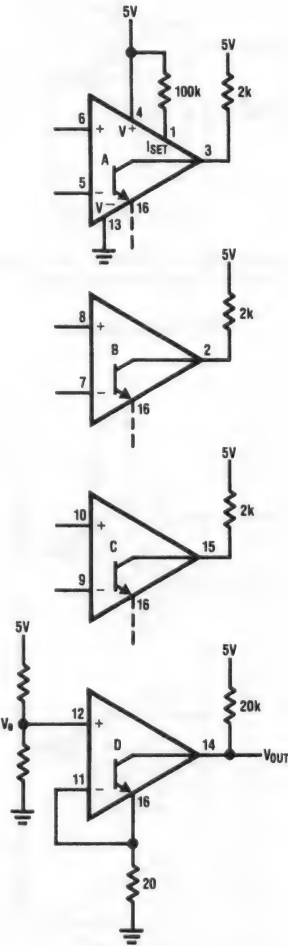 5V
5V
4
100k
2k
6
+
V+
1
ISET
3
A
5
−
V−
16
13
5V
8
+
2k
B
2
7
−
16
5V
10
+
2k
C
15
9
−
16
5V
5V
Va
12
+
20k
D
14
VOUT
11
−
16
20